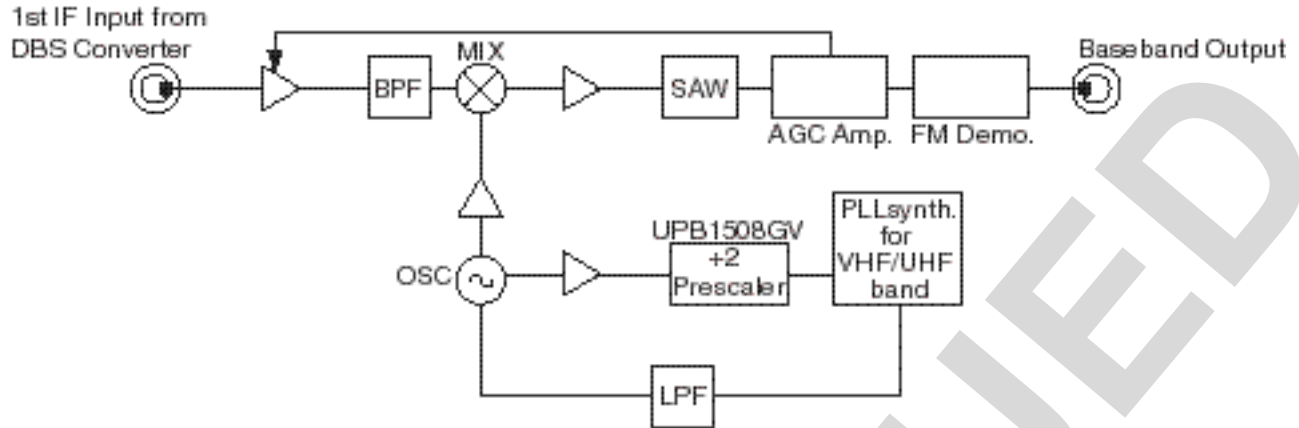 1st IF Input from
DBS Converter
MIX
Baseband Output
BPF
SAW
AGC Amp.
FM Demo.
OSC
UPB1508GV
+2
Prescaler
PLLsynth.
for
VHF/UHF
band
LPF
UED